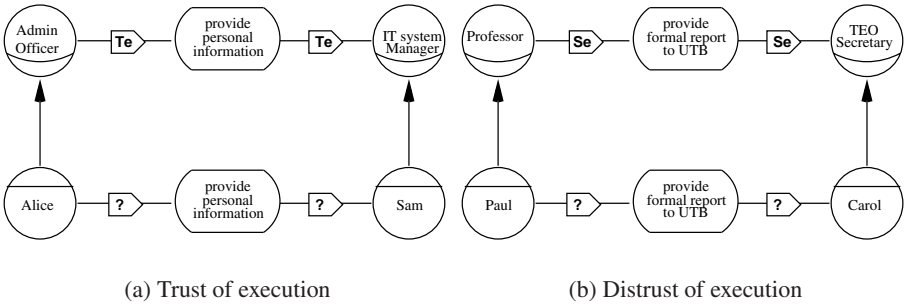 Admin
Officer
Te
provide
personal
information
Te
IT system
Manager
Professor
Se
provide
formal report
to UTB
Se
TEO
Secretary
Alice
?
provide
personal
information
?
Sam
Paul
?
provide
formal report
to UTB
?
Carol
(a) Trust of execution
(b) Distrust of execution